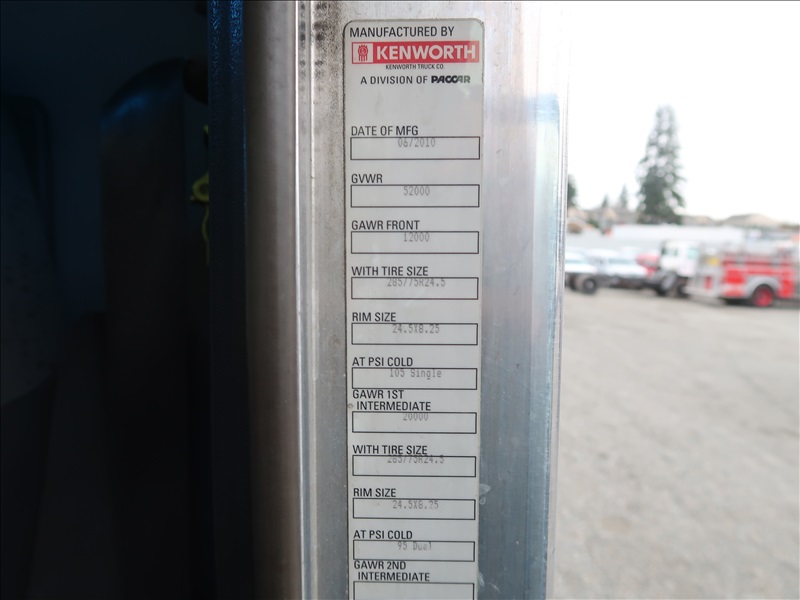 MANUFACTURED BY
KENWORTH
KENWORTH TRUCK CO.
A DIVISION OF PACCAR
DATE OF MFG
06/2010
GVWR
52000
GAWR FRONT
12000
WITH TIRE SIZE
285/75R24.5
RIM SIZE
24.5X8.25
AT PSI COLD
105 Single
GAWR 1ST
INTERMEDIATE
20000
WITH TIRE SIZE
285/75R24.5
RIM SIZE
24.5X8.25
AT PSI COLD
95 Dual
GAWR 2ND
INTERMEDIATE